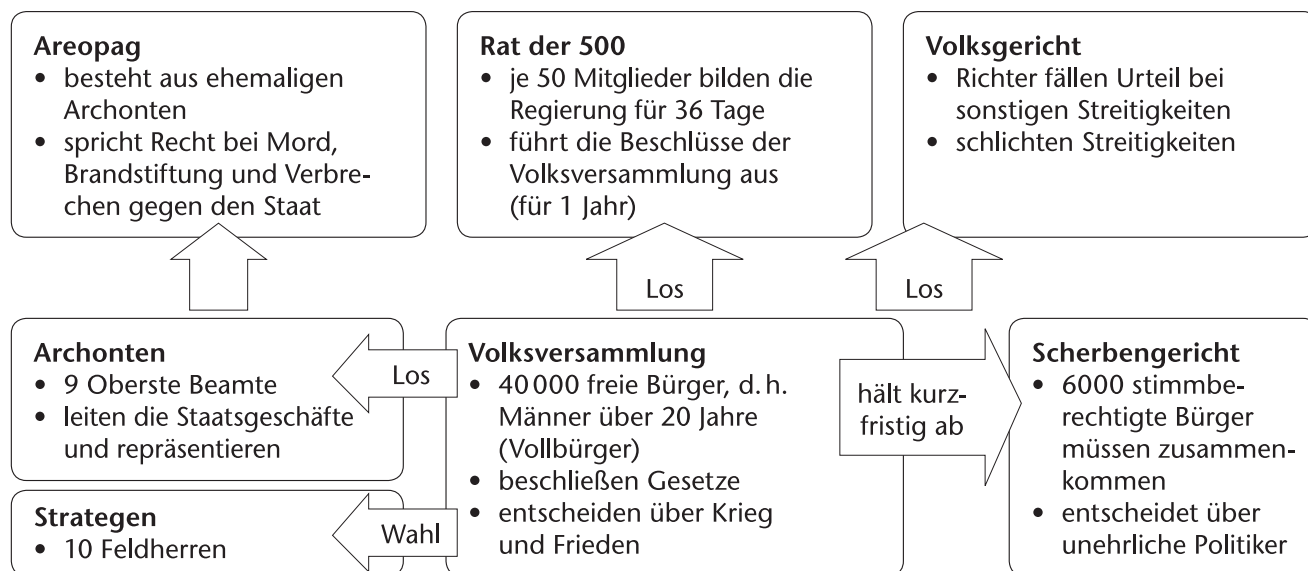 Areopag
• besteht aus ehemaligen
Archonten
• spricht Recht bei Mord,
Brandstiftung und Verbre-
chen gegen den Staat
Rat der 500
• je 50 Mitglieder bilden die
Regierung für 36 Tage
• führt die Beschlüsse der
Volksversammlung aus
(für 1 Jahr)
Volksgericht
• Richter fällen Urteil bei
sonstigen Streitigkeiten
• schlichten Streitigkeiten
Los
Los
Archonten
• 9 Oberste Beamte
• leiten die Staatsgeschäfte
und repräsentieren
Los
Volksversammlung
• 40 000 freie Bürger, d. h.
Männer über 20 Jahre
(Vollbürger)
• beschließen Gesetze
• entscheiden über Krieg
und Frieden
hält kurz-
fristig ab
Scherbengericht
• 6000 stimmbe-
rechtigte Bürger
müssen zusammen-
kommen
• entscheidet über
unehrliche Politiker
Strategen
• 10 Feldherren
Wahl